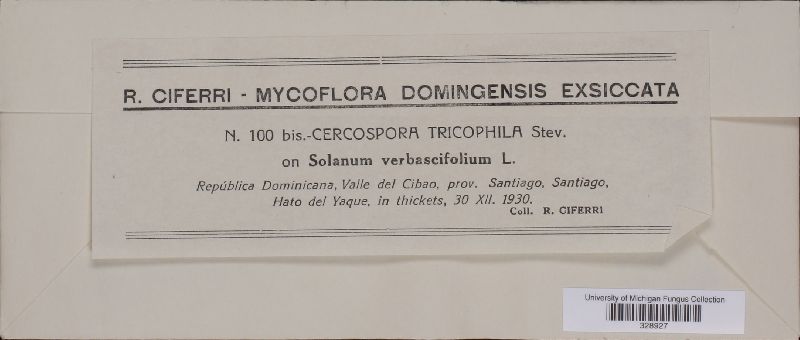 R. CIFERRI - MYCOFLORA DOMINGENSIS EXSICCATA
N. 100 bis.-CERCOSPORA TRICOPHILA Stev.
on Solanum verbascifolium L.
República Dominicana, Valle del Cibao, prov. Santiago, Santiago,
Hato del Yaque, in thickets, 30 XII. 1930.
Coll. R. CIFERRI
University of Michigan Fungus Collection
328927